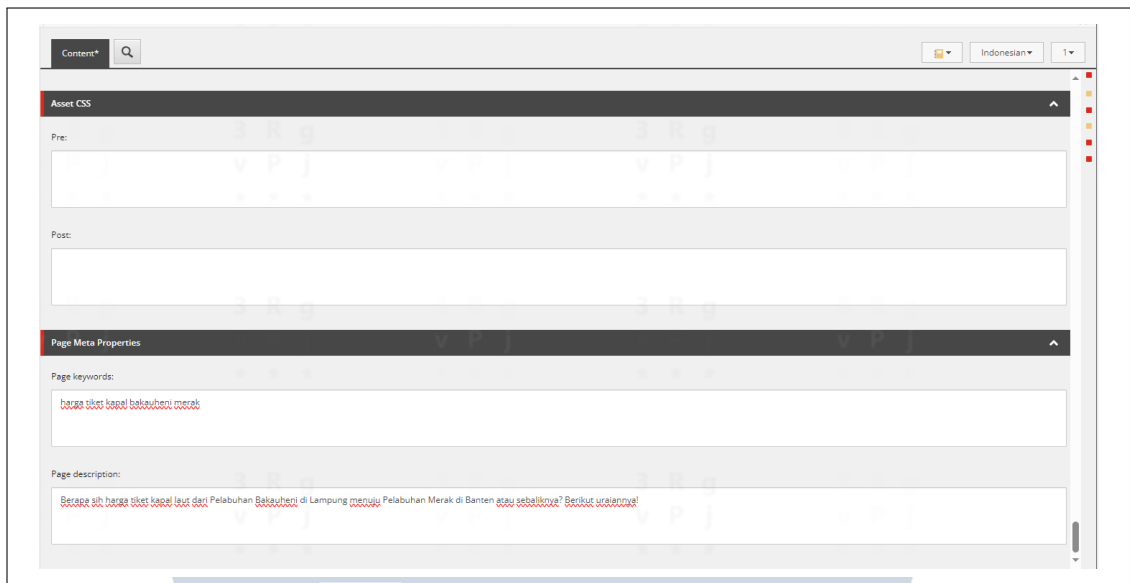 Content*
Indonesian
1
Asset CSS
Pre:
Post:
Page Meta Properties
Page keywords:
harga tiket kapal bakauheni merak
Page description:
Berapa sih harga tiket kapal laut dari Pelabuhan Bakauheni di Lampung menuju Pelabuhan Merak di Banten atau sebaliknya? Berikut uraiannya!
3 R g
v P j
* * *